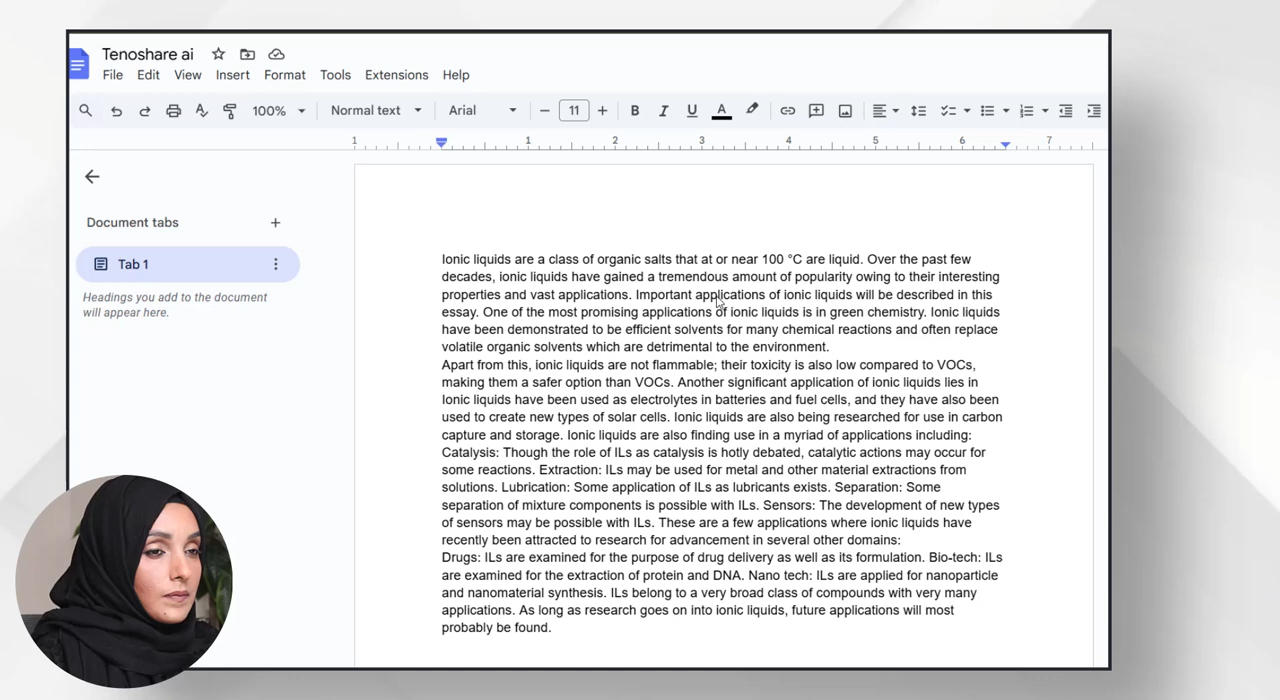 Tenoshare ai
File Edit View Insert Format Tools Extensions Help
100% Normal text Arial 11 B I U A
1 1 2 3 4 5 6 7
Document tabs
Tab 1
Headings you add to the document
will appear here.
Ionic liquids are a class of organic salts that at or near 100 °C are liquid. Over the past few
decades, ionic liquids have gained a tremendous amount of popularity owing to their interesting
properties and vast applications. Important applications of ionic liquids will be described in this
essay. One of the most promising applications of ionic liquids is in green chemistry. Ionic liquids
have been demonstrated to be efficient solvents for many chemical reactions and often replace
volatile organic solvents which are detrimental to the environment.
Apart from this, ionic liquids are not flammable; their toxicity is also low compared to VOCs,
making them a safer option than VOCs. Another significant application of ionic liquids lies in
Ionic liquids have been used as electrolytes in batteries and fuel cells, and they have also been
used to create new types of solar cells. Ionic liquids are also being researched for use in carbon
capture and storage. Ionic liquids are also finding use in a myriad of applications including:
Catalysis: Though the role of ILs as catalysis is hotly debated, catalytic actions may occur for
some reactions. Extraction: ILs may be used for metal and other material extractions from
solutions. Lubrication: Some application of ILs as lubricants exists. Separation: Some
separation of mixture components is possible with ILs. Sensors: The development of new types
of sensors may be possible with ILs. These are a few applications where ionic liquids have
recently been attracted to research for advancement in several other domains:
Drugs: ILs are examined for the purpose of drug delivery as well as its formulation. Bio-tech: ILs
are examined for the extraction of protein and DNA. Nano tech: ILs are applied for nanoparticle
and nanomaterial synthesis. ILs belong to a very broad class of compounds with very many
applications. As long as research goes on into ionic liquids, future applications will most
probably be found.